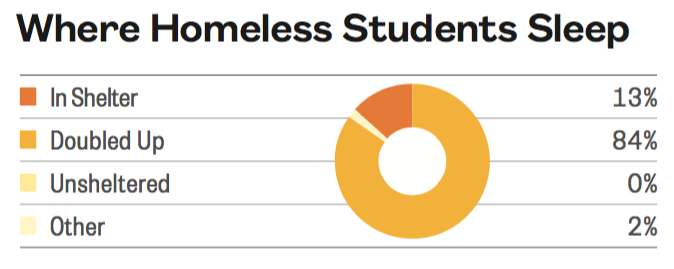 Where Homeless Students Sleep
In Shelter 13%
Doubled Up 84%
Unsheltered 0%
Other 2%